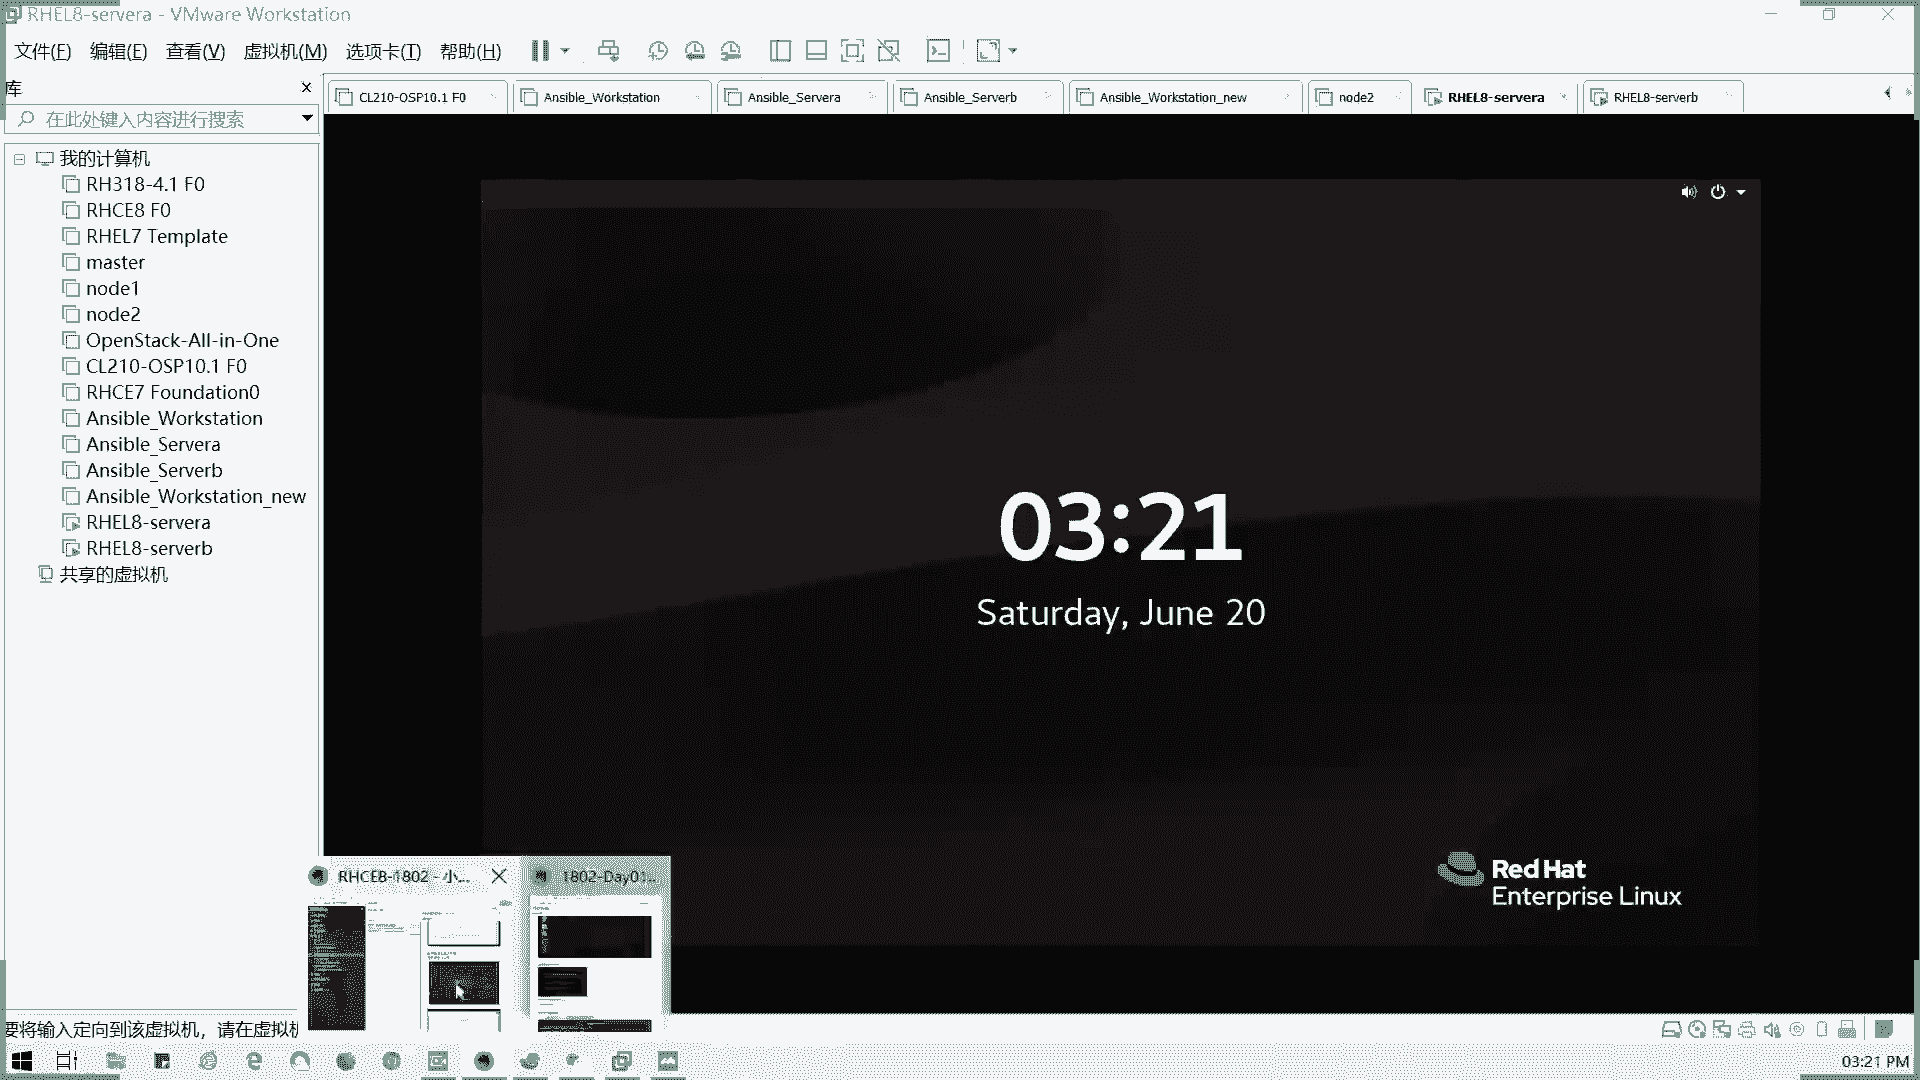 RHEL8-servera - VMware Workstation
文件(F) 编辑(E) 查看(V) 虚拟机(M) 选项卡(T) 帮助(H)
库
在此处键入内容进行搜索
我的计算机
RH318-4.1 F0
RHCE8 F0
RHEL7 Template
master
node1
node2
OpenStack-All-in-One
CL210-OSP10.1 F0
RHCE7 Foundation0
Ansible_Workstation
Ansible_Servera
Ansible_Serverb
Ansible_Workstation_new
RHEL8-servera
RHEL8-serverb
共享的虚拟机
CL210-OSP10.1 F0 Ansible_Workstation Ansible_Servera Ansible_Serverb Ansible_Workstation_new node2 RHEL8-servera RHEL8-serverb
03:21
Saturday, June 20
Red Hat
Enterprise Linux
RHCE8-1802 - 小... 1802-Day01...
要将输入定向到该虚拟机，请在虚拟机
03:21 PM